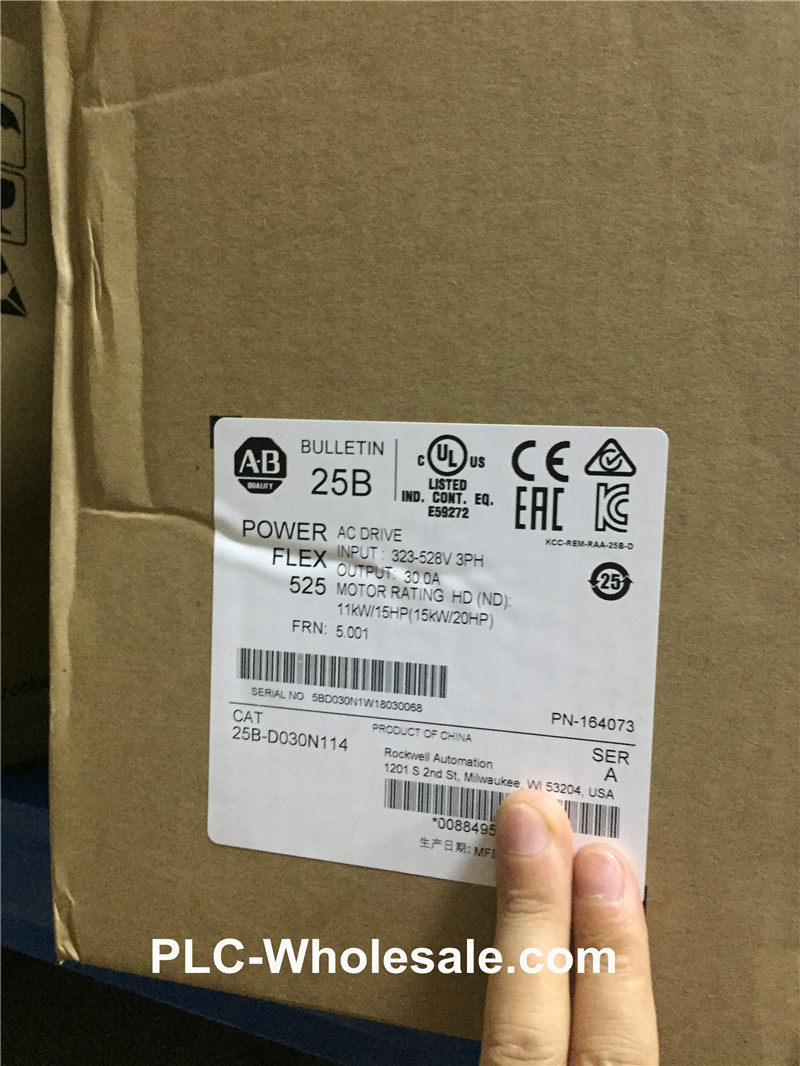 A-B
QUALITY
BULLETIN
25B
C UL US
LISTED
IND. CONT. EQ.
E59272
CE
EAC
KCC-REM-RAA-25B-D
25
POWER
FLEX
525
AC DRIVE
INPUT : 323-528V 3PH
OUTPUT: 30.0A
MOTOR RATING HD (ND):
11kW/15HP(15kW/20HP)
FRN: 5.001
SERIAL NO. 5BD030N1W18030068
PN-164073
CAT
25B-D030N114
PRODUCT OF CHINA
SER
A
Rockwell Automation
1201 S 2nd St, Milwaukee, WI 53204, USA
*0088495
生产日期: MF
PLC-Wholesale.com